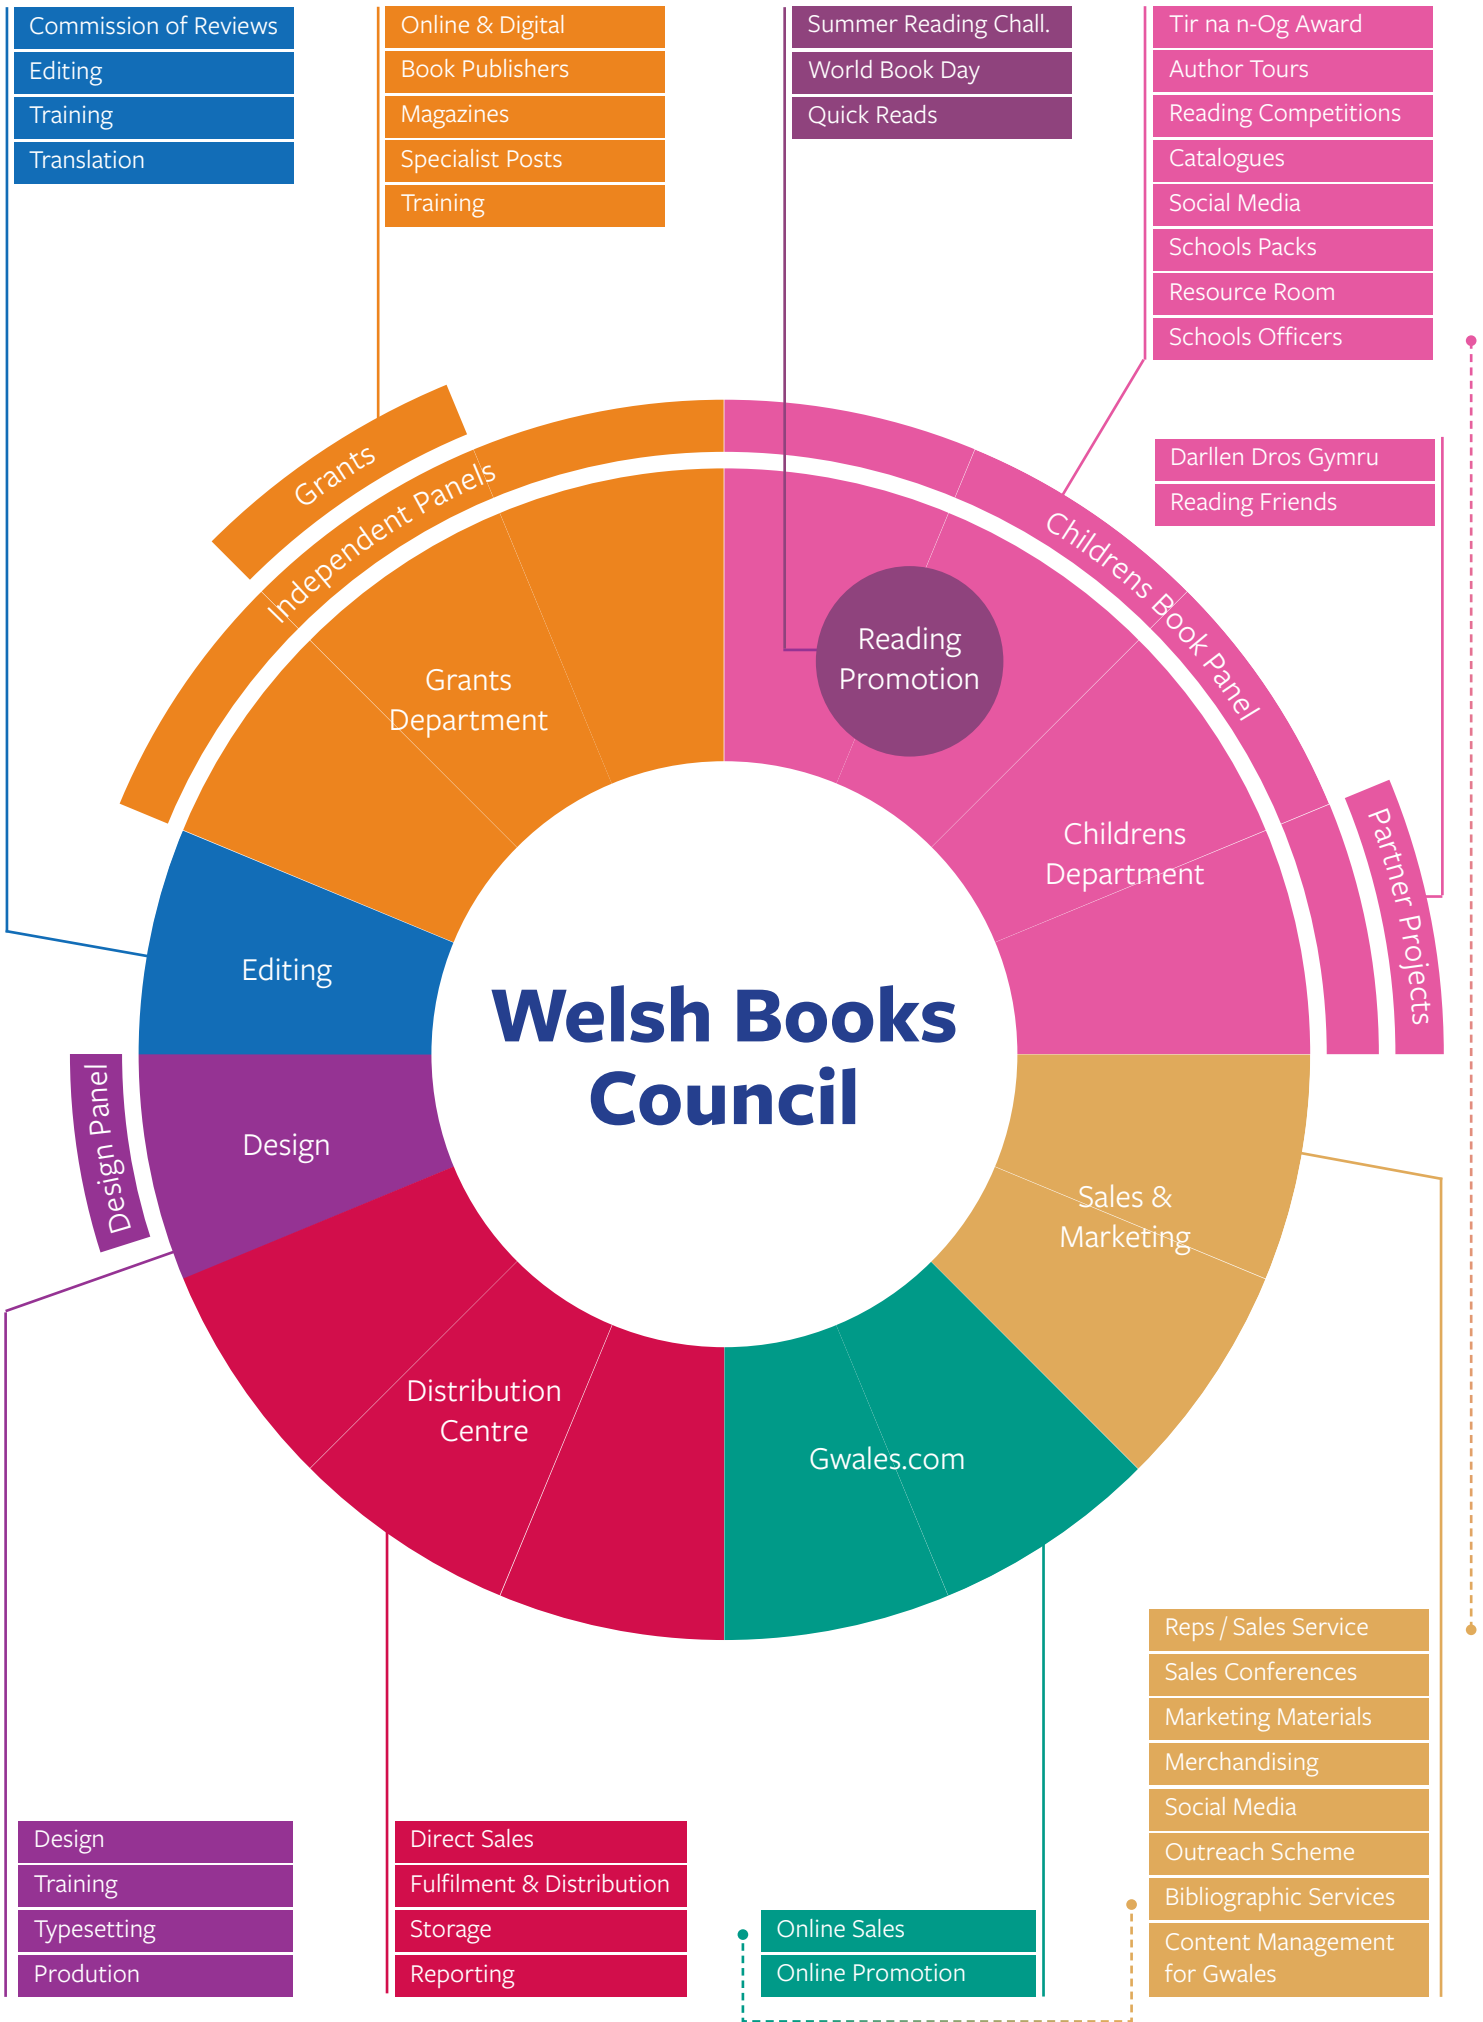 Commission of Reviews
Editing
Training
Translation
Online & Digital
Book Publishers
Magazines
Specialist Posts
Training
Summer Reading Chall.
World Book Day
Quick Reads
Tir na n-Og Award
Author Tours
Reading Competitions
Catalogues
Social Media
Schools Packs
Resource Room
Schools Officers
Darllen Dros Gymru
Reading Friends
Grants
Independent Panels
Childrens Book Panel
Partner Projects
Grants
Department
Reading
Promotion
Childrens
Department
Editing
Welsh Books
Council
Design Panel
Design
Sales &
Marketing
Distribution
Centre
Gwales.com
Design
Training
Typesetting
Prodution
Direct Sales
Fulfilment & Distribution
Storage
Reporting
Online Sales
Online Promotion
Reps / Sales Service
Sales Conferences
Marketing Materials
Merchandising
Social Media
Outreach Scheme
Bibliographic Services
Content Management
for Gwales